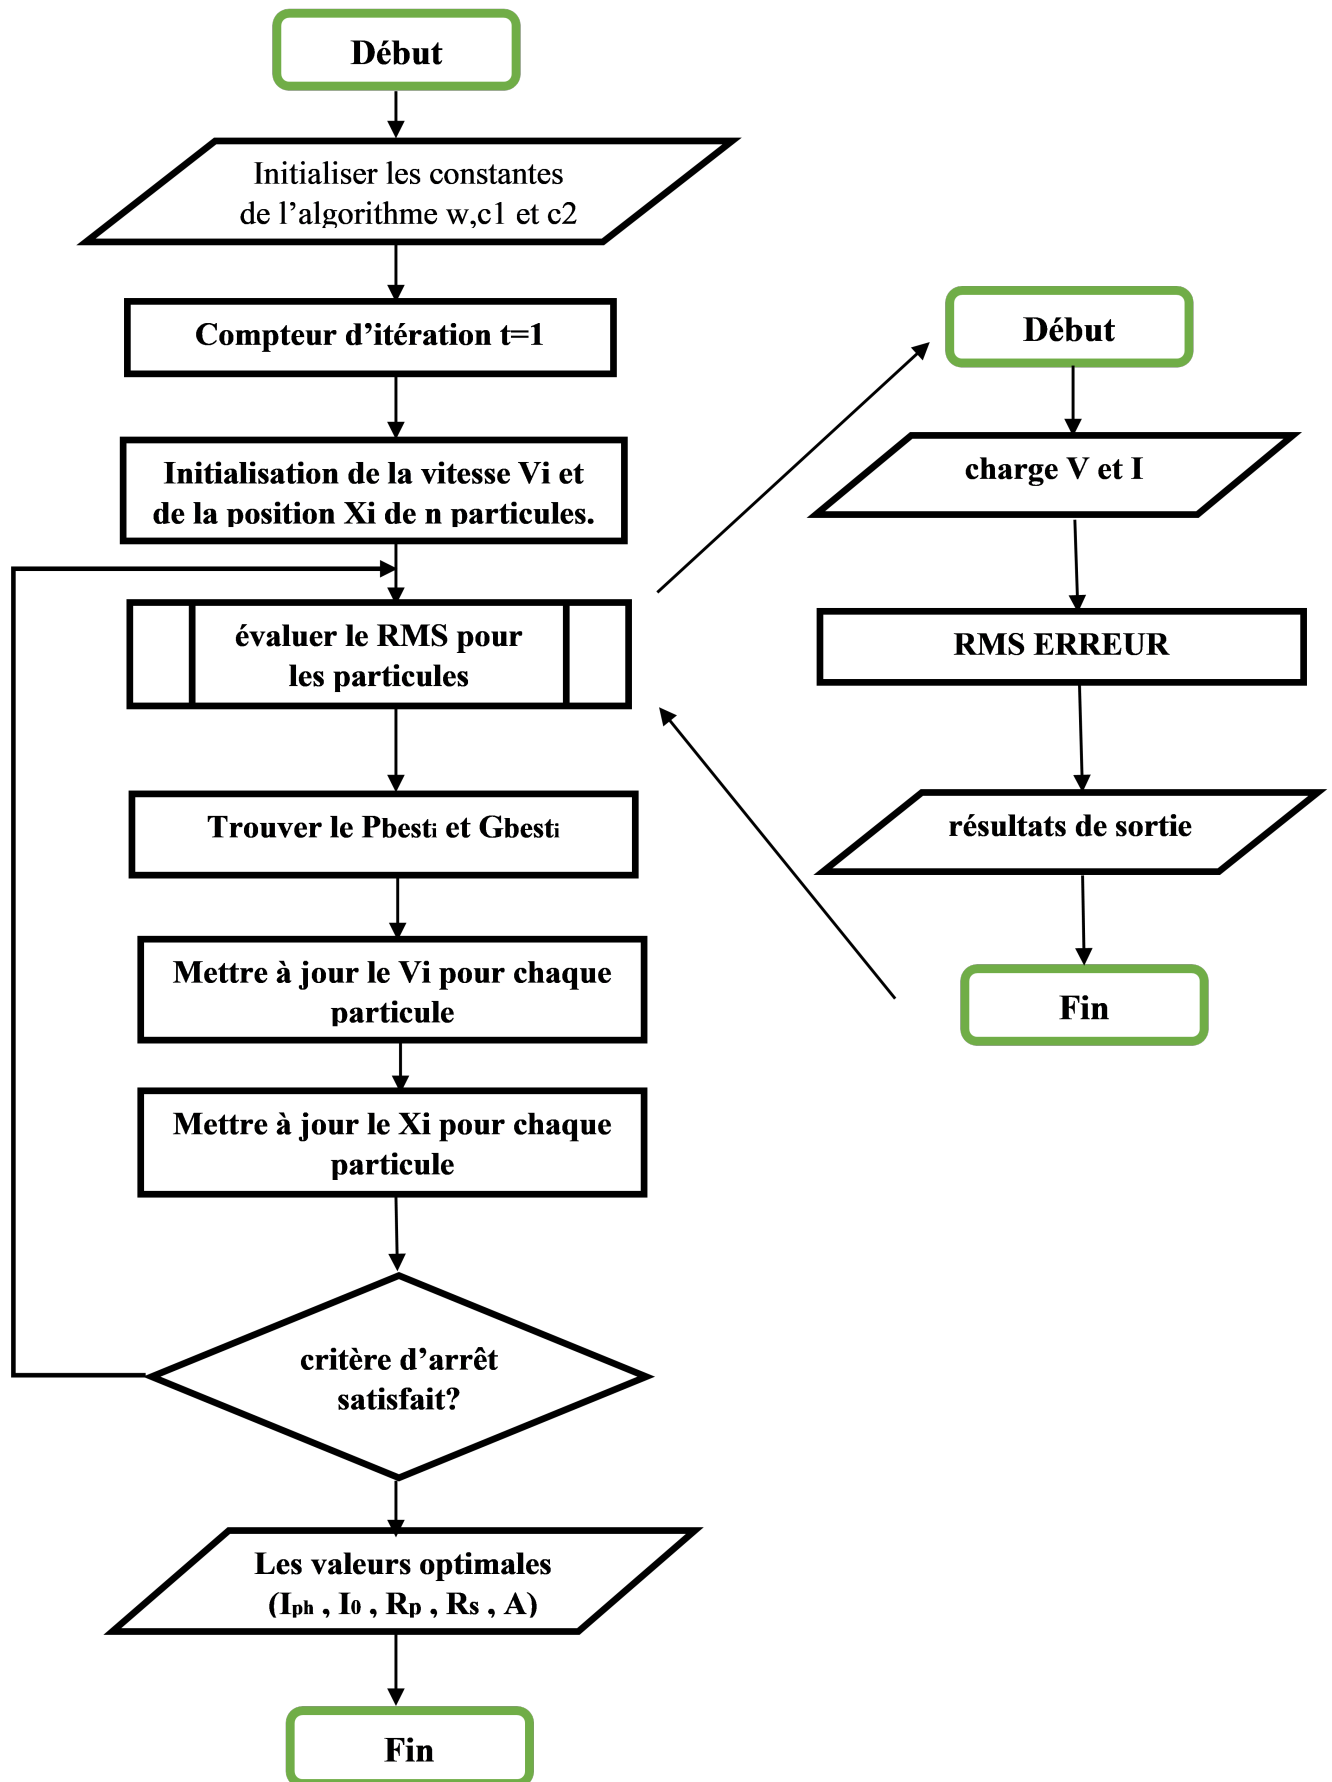 Début
Initialiser les constantes
de l’algorithme w,c1 et c2
Compteur d’itération t=1
Initialisation de la vitesse Vi et
de la position Xi de n particules.
évaluer le RMS pour
les particules
Trouver le Pbesti et Gbesti
Mettre à jour le Vi pour chaque
particule
Mettre à jour le Xi pour chaque
particule
critère d’arrêt
satisfait?
Les valeurs optimales
(Iph , I0 , Rp , Rs , A)
Fin
Début
charge V et I
RMS ERREUR
résultats de sortie
Fin